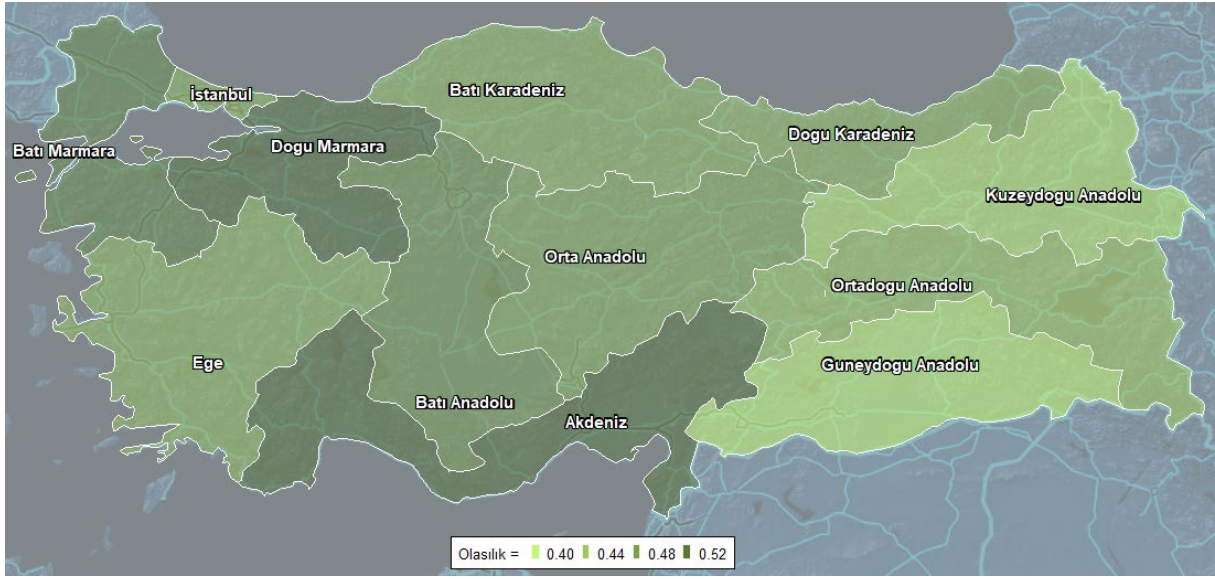 Batı Karadeniz
İstanbul
Dogu Karadeniz
Batı Marmara
Dogu Marmara
Kuzeydogu Anadolu
Orta Anadolu
Ortadogu Anadolu
Ege
Guneydogu Anadolu
Batı Anadolu
Akdeniz
Olasılık = 0.40 0.44 0.48 0.52